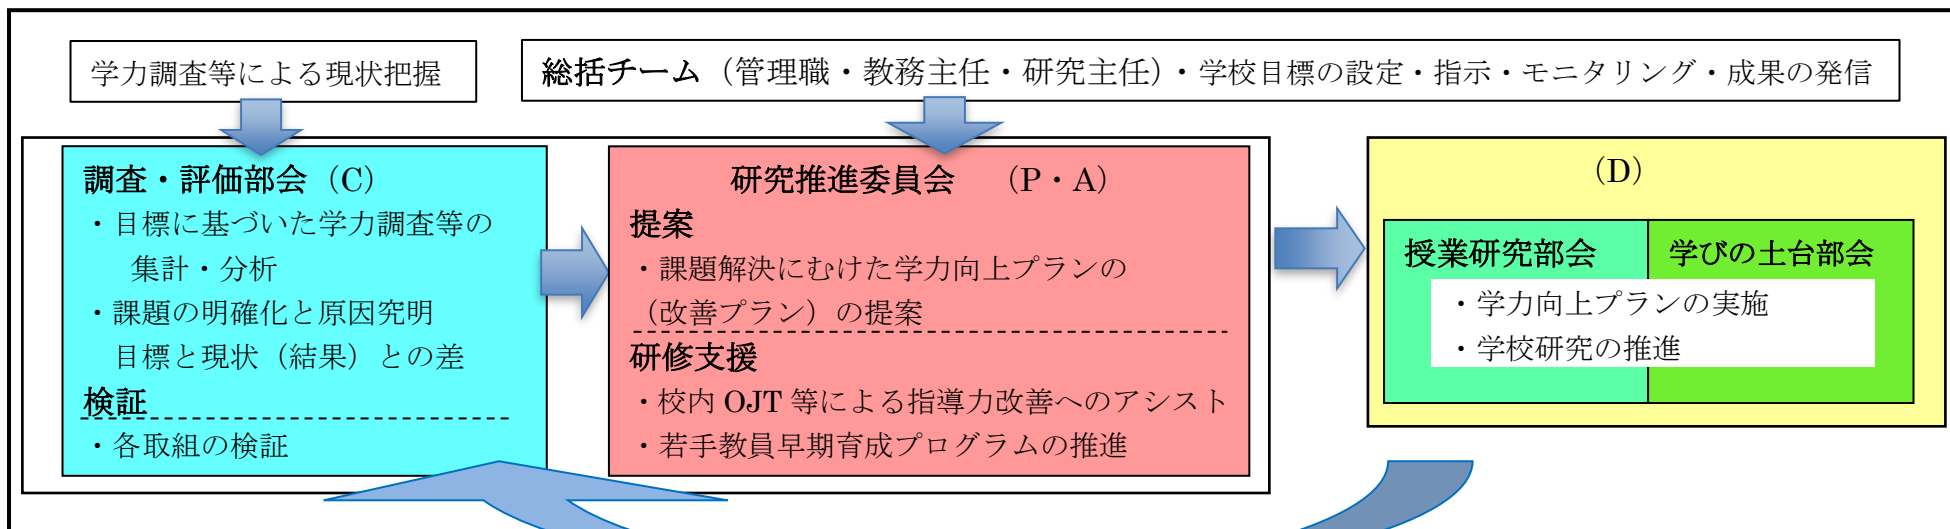 学力調査等による現状把握
総括チーム（管理職・教務主任・研究主任）・学校目標の設定・指示・モニタリング・成果の発信
調査・評価部会（C）
・目標に基づいた学力調査等の
集計・分析
・課題の明確化と原因究明
目標と現状（結果）との差
検証
・各取組の検証
研究推進委員会　（P・A）
提案
・課題解決にむけた学力向上プランの
（改善プラン）の提案
研修支援
・校内 OJT 等による指導力改善へのアシスト
・若手教員早期育成プログラムの推進
（D）
授業研究部会
学びの土台部会
・学力向上プランの実施
・学校研究の推進